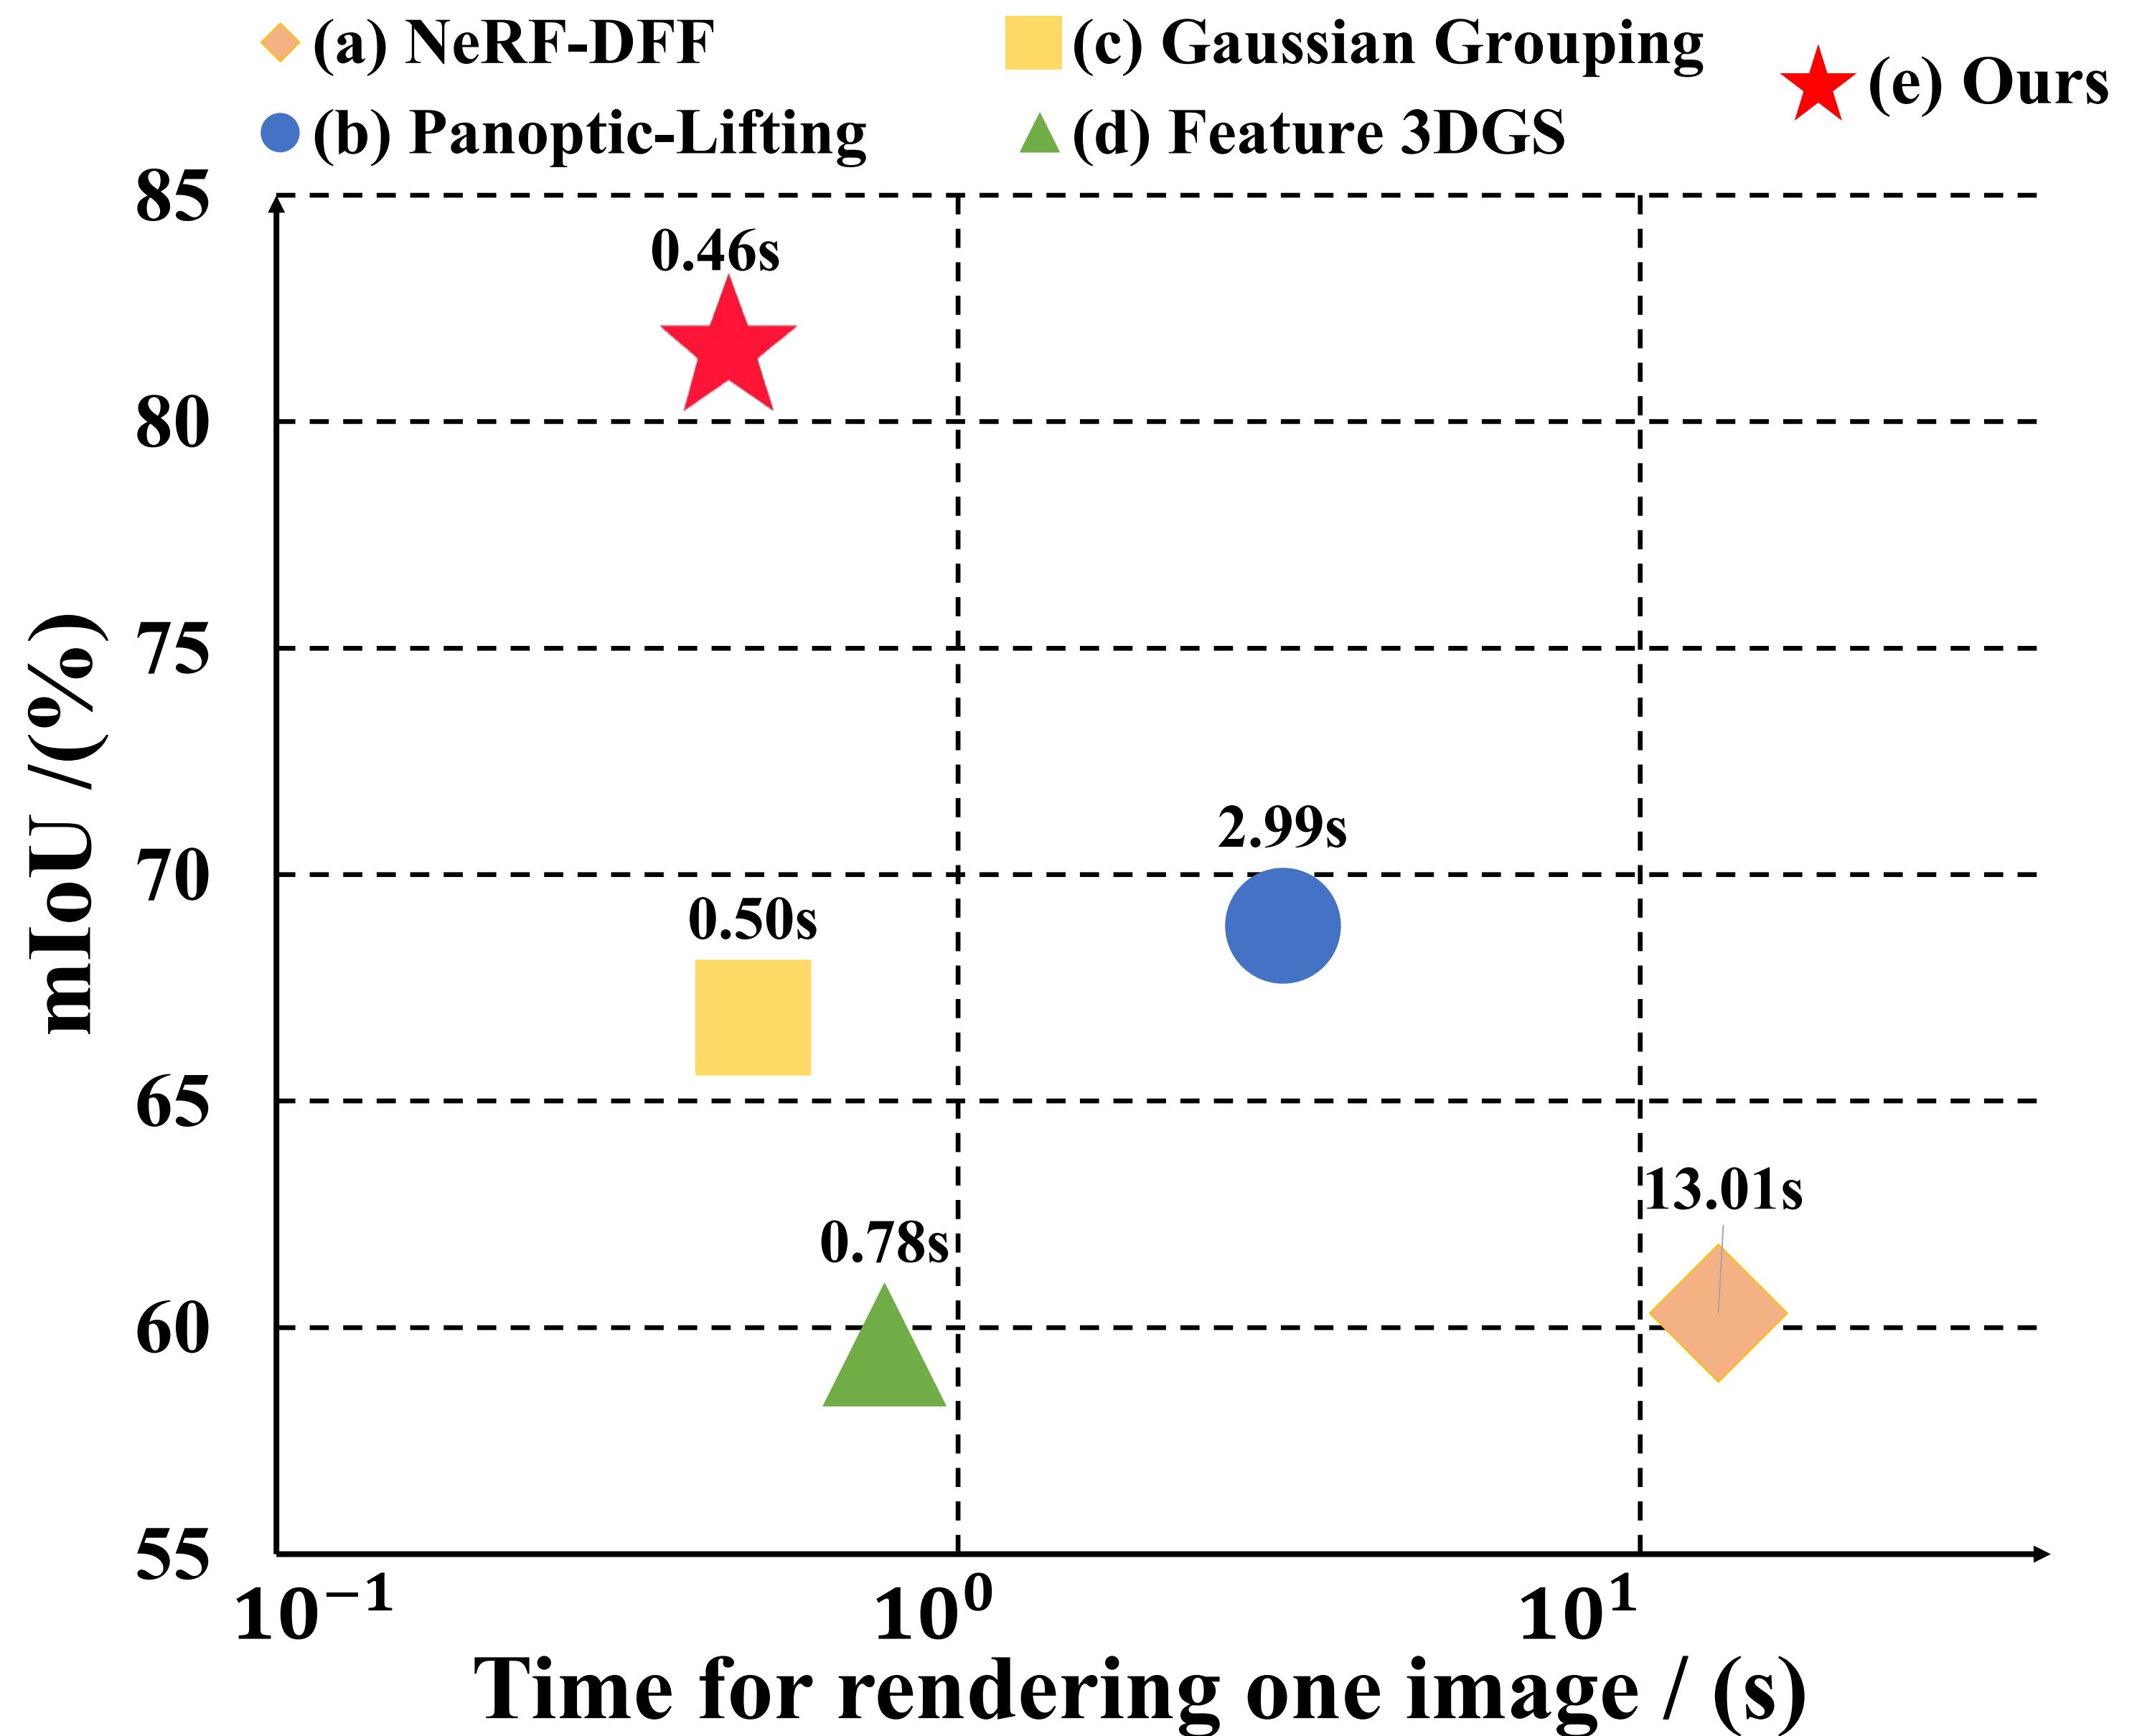 (a) NeRF-DFF
(c) Gaussian Grouping
(e) Ours
(b) Panoptic-Lifting
(d) Feature 3DGS
85
0.46s
80
75
mIoU /(%)
2.99s
70
0.50s
65
13.01s
0.78s
60
55
10⁻¹
10⁰
10¹
Time for rendering one image / (s)